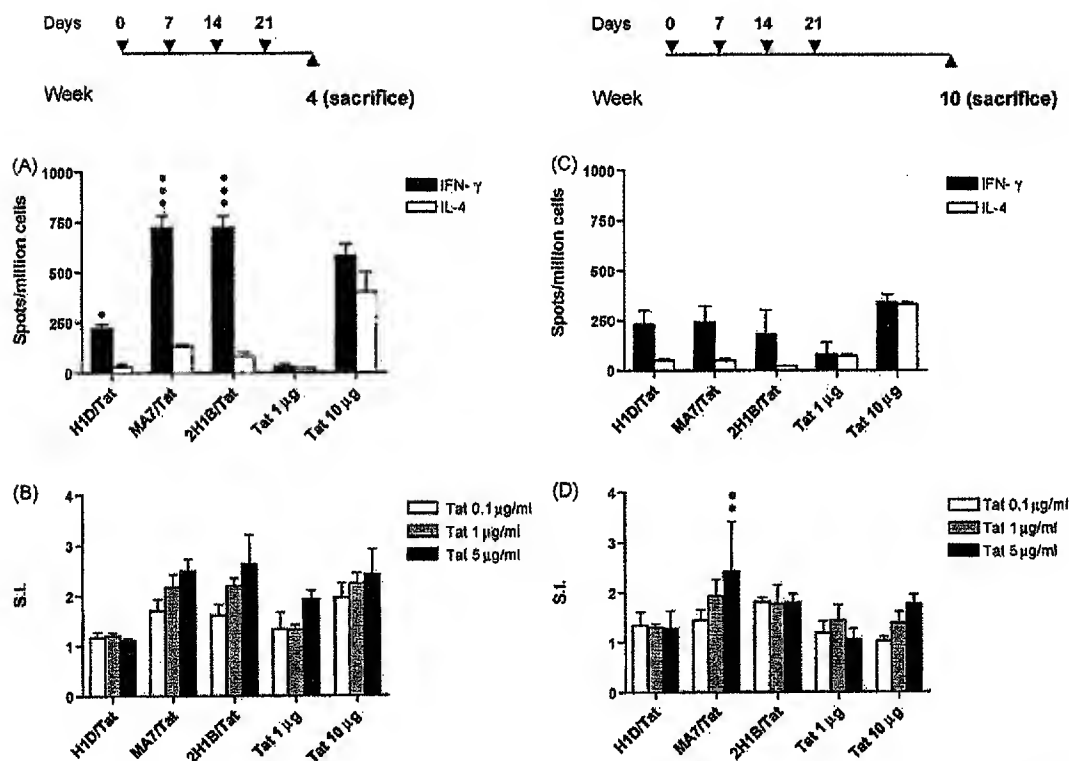 Days 0 7 14 21
Week 4 (sacrifice)
Days 0 7 14 21
Week 10 (sacrifice)
(A)
1000
750
500
250
0
Spots/million cells
IFN-γ
IL-4
H1D/Tat
MA7/Tat
2H1B/Tat
Tat 1 µg
Tat 10 µg
(C)
1000
750
500
250
0
Spots/million cells
IFN-γ
IL-4
H1D/Tat
MA7/Tat
2H1B/Tat
Tat 1 µg
Tat 10 µg
(B)
4
3
2
1
0
S.I.
Tat 0.1 µg/ml
Tat 1 µg/ml
Tat 5 µg/ml
H1D/Tat
MA7/Tat
2H1B/Tat
Tat 1 µg
Tat 10 µg
(D)
4
3
2
1
0
S.I.
Tat 0.1 µg/ml
Tat 1 µg/ml
Tat 5 µg/ml
H1D/Tat
MA7/Tat
2H1B/Tat
Tat 1 µg
Tat 10 µg